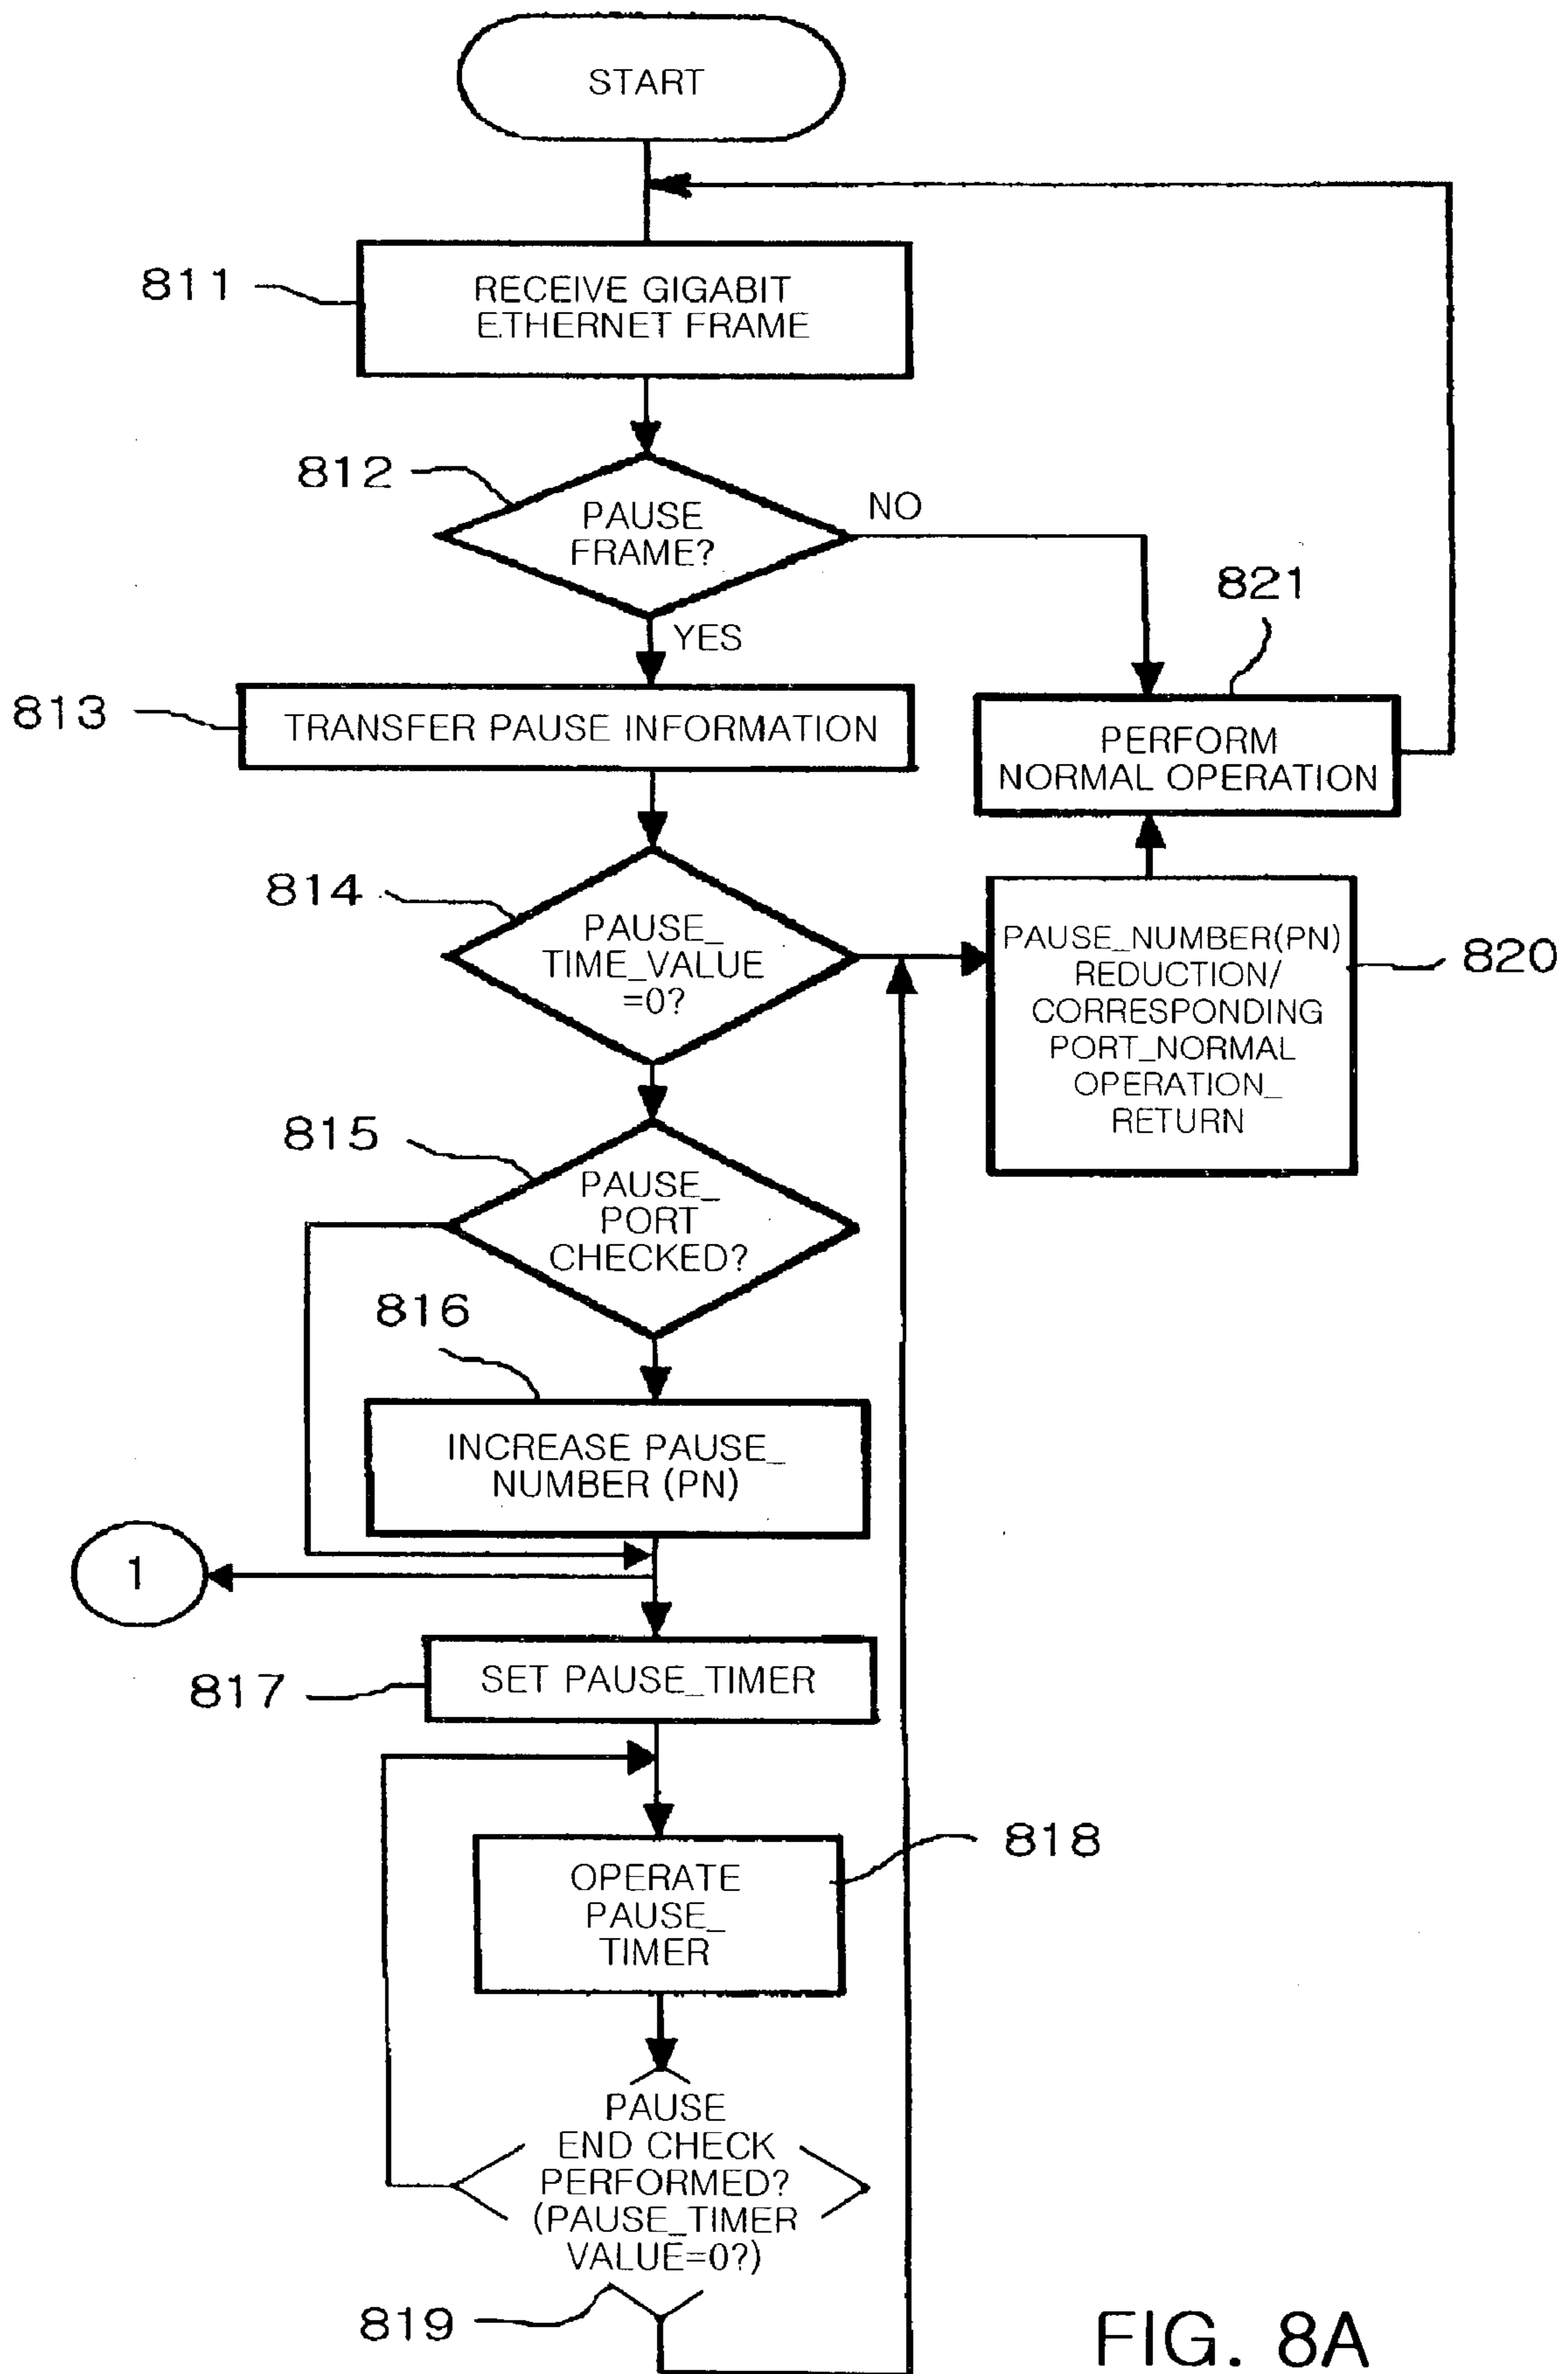 START
811
RECEIVE GIGABIT
ETHERNET FRAME
812
PAUSE
FRAME?
NO
YES
821
813
TRANSFER PAUSE INFORMATION
PERFORM
NORMAL OPERATION
814
PAUSE_
TIME_VALUE
=0?
PAUSE_NUMBER(PN)
REDUCTION/
CORRESPONDING
PORT_NORMAL
OPERATION_
RETURN
820
815
PAUSE_
PORT
CHECKED?
816
INCREASE PAUSE_
NUMBER (PN)
1
817
SET PAUSE_TIMER
818
OPERATE
PAUSE_
TIMER
PAUSE
END CHECK
PERFORMED?
(PAUSE_TIMER
VALUE=0?)
819
FIG. 8A